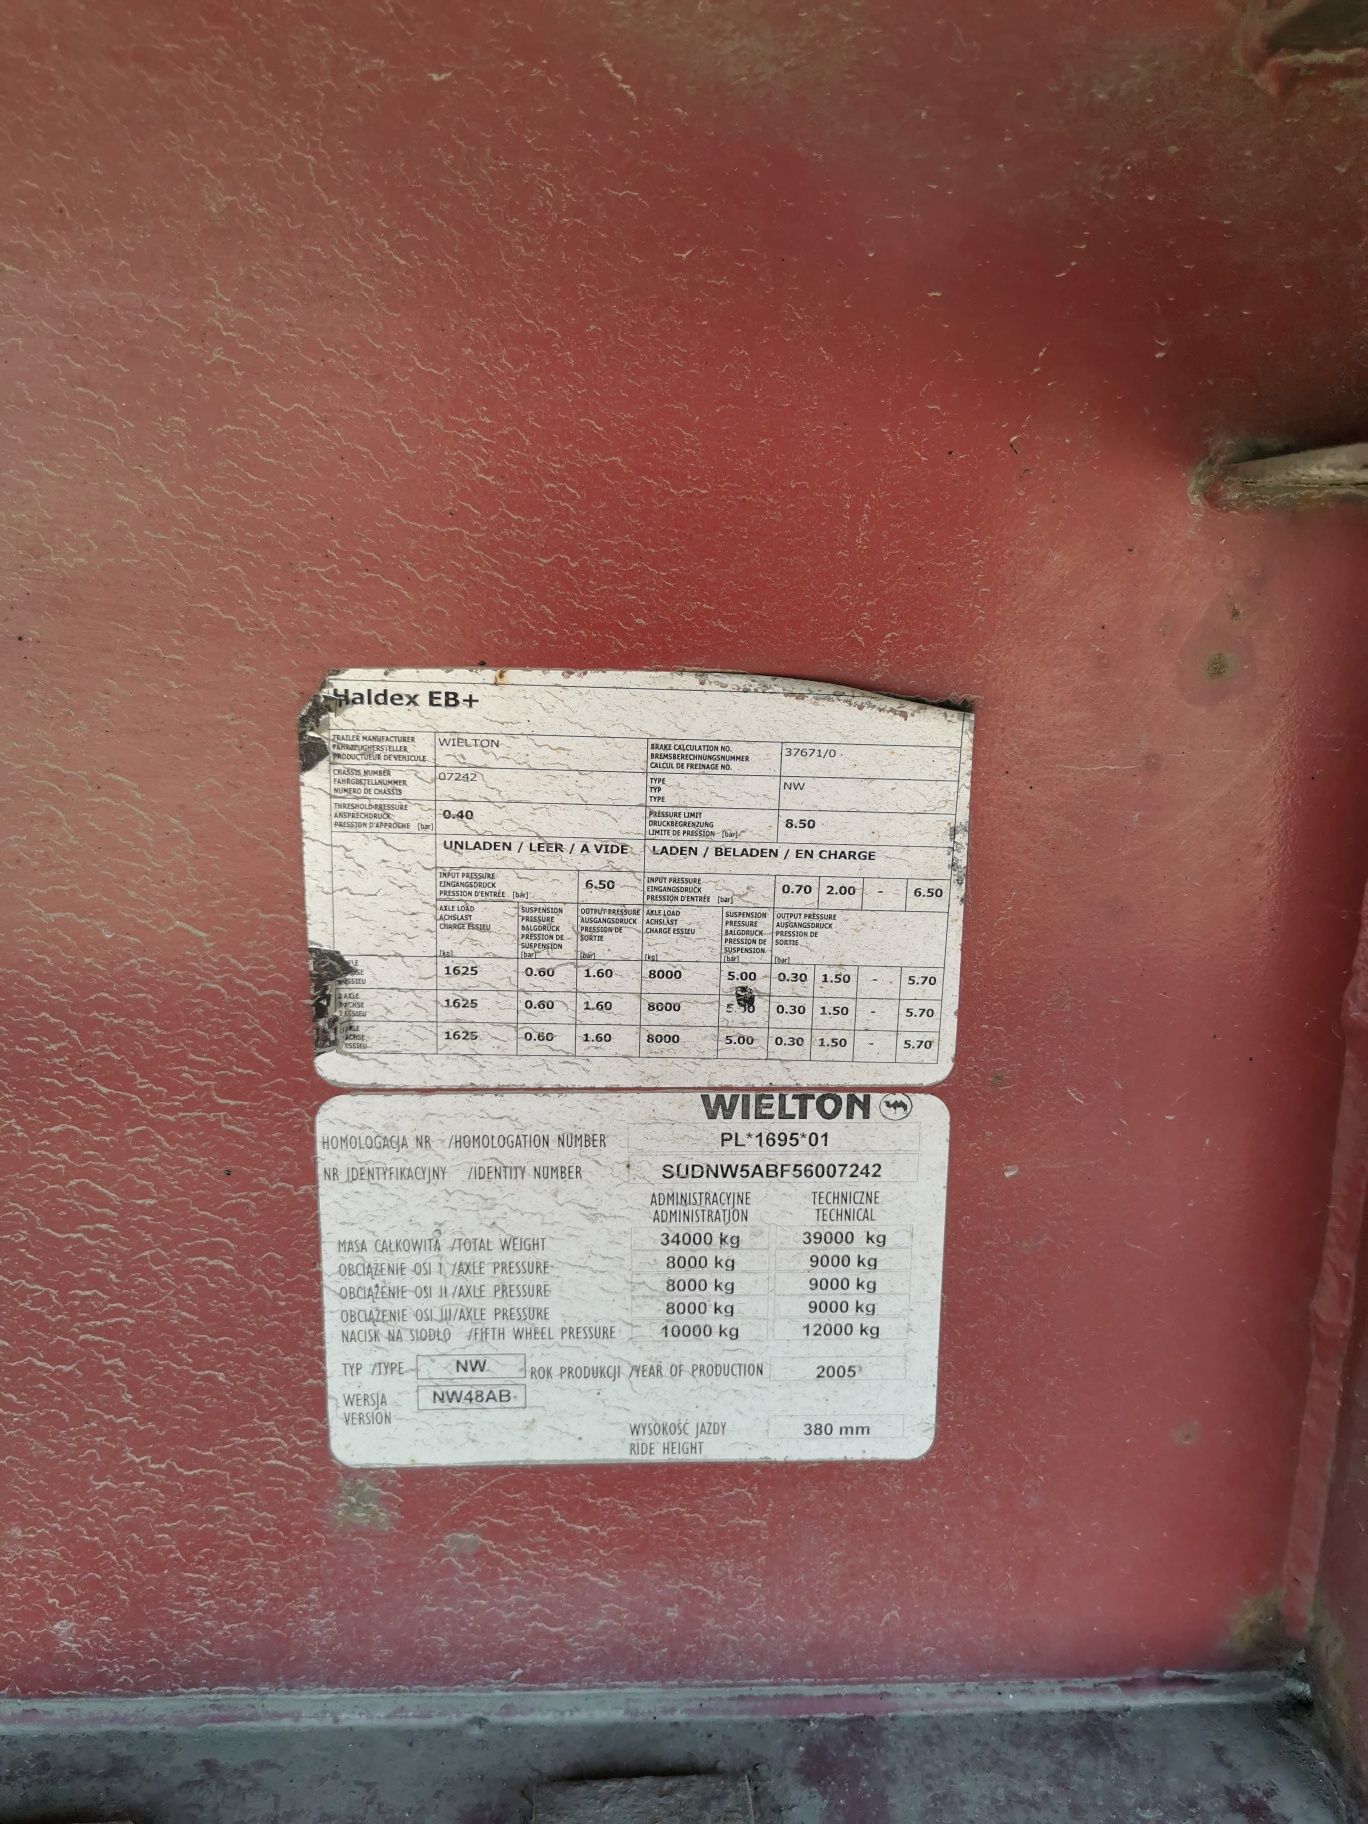 Haldex EB+
TRAILER MANUFACTURER
FAHRZEUGHERSTELLER
PRODUCTUEUR DE VEHICULE
WIELTON
BRAKE CALCULATION NO.
BREMSBERECHNUNGSNUMMER
CALCUL DE FREINAGE NO.
37671/0
CHASSIS NUMBER
FAHRGESTELLNUMMER
NUMERO DE CHASSIS
07242
TYPE
TYP
TYPE
NW
THRESHOLD PRESSURE
ANSPRECHDRUCK
PRESSION D'APPROCHE [bar]
0.40
PRESSURE LIMIT
DRUCKBEGRENZUNG
LIMITE DE PRESSION [bar]
8.50
UNLADEN / LEER / A VIDE
LADEN / BELADEN / EN CHARGE
INPUT PRESSURE
EINGANGSDRUCK
PRESSION D'ENTRÉE [bar]
6.50
INPUT PRESSURE
EINGANGSDRUCK
PRESSION D'ENTRÉE [bar]
0.70 2.00 - 6.50
AXLE LOAD
ACHSLAST
CHARGE ESSIEU
[kg]
SUSPENSION
PRESSURE
BALGDRUCK
PRESSION DE
SUSPENSION
[bar]
OUTPUT PRESSURE
AUSGANGSDRUCK
PRESSION DE
SORTIE
[bar]
AXLE LOAD
ACHSLAST
CHARGE ESSIEU
[kg]
SUSPENSION
PRESSURE
BALGDRUCK
PRESSION DE
SUSPENSION
[bar]
OUTPUT PRESSURE
AUSGANGSDRUCK
PRESSION DE
SORTIE
[bar]
1625 0.60 1.60 8000 5.00 0.30 1.50 - 5.70
2 AXLE
ESSIEU
1625 0.60 1.60 8000 0.30 1.50 - 5.70
ESSIEU
1625 0.60 1.60 8000 5.00 0.30 1.50 - 5.70
WIELTON
HOMOLOGACJA NR /HOMOLOGATION NUMBER PL*1695*01
NR IDENTYFIKACYJNY /IDENTITY NUMBER SUDNW5ABF56007242
ADMINISTRACYJNE TECHNICZNE
ADMINISTRATION TECHNICAL
MASA CAŁKOWITA /TOTAL WEIGHT 34000 kg 39000 kg
OBCIĄŻENIE OSI I /AXLE PRESSURE 8000 kg 9000 kg
OBCIĄŻENIE OSI II /AXLE PRESSURE 8000 kg 9000 kg
OBCIĄŻENIE OSI III/AXLE PRESSURE 8000 kg 9000 kg
NACISK NA SIODŁO /FIFTH WHEEL PRESSURE 10000 kg 12000 kg
TYP /TYPE NW ROK PRODUKCJI /YEAR OF PRODUCTION 2005
WERSJA NW48AB
VERSION
WYSOKOŚĆ JAZDY 380 mm
RIDE HEIGHT